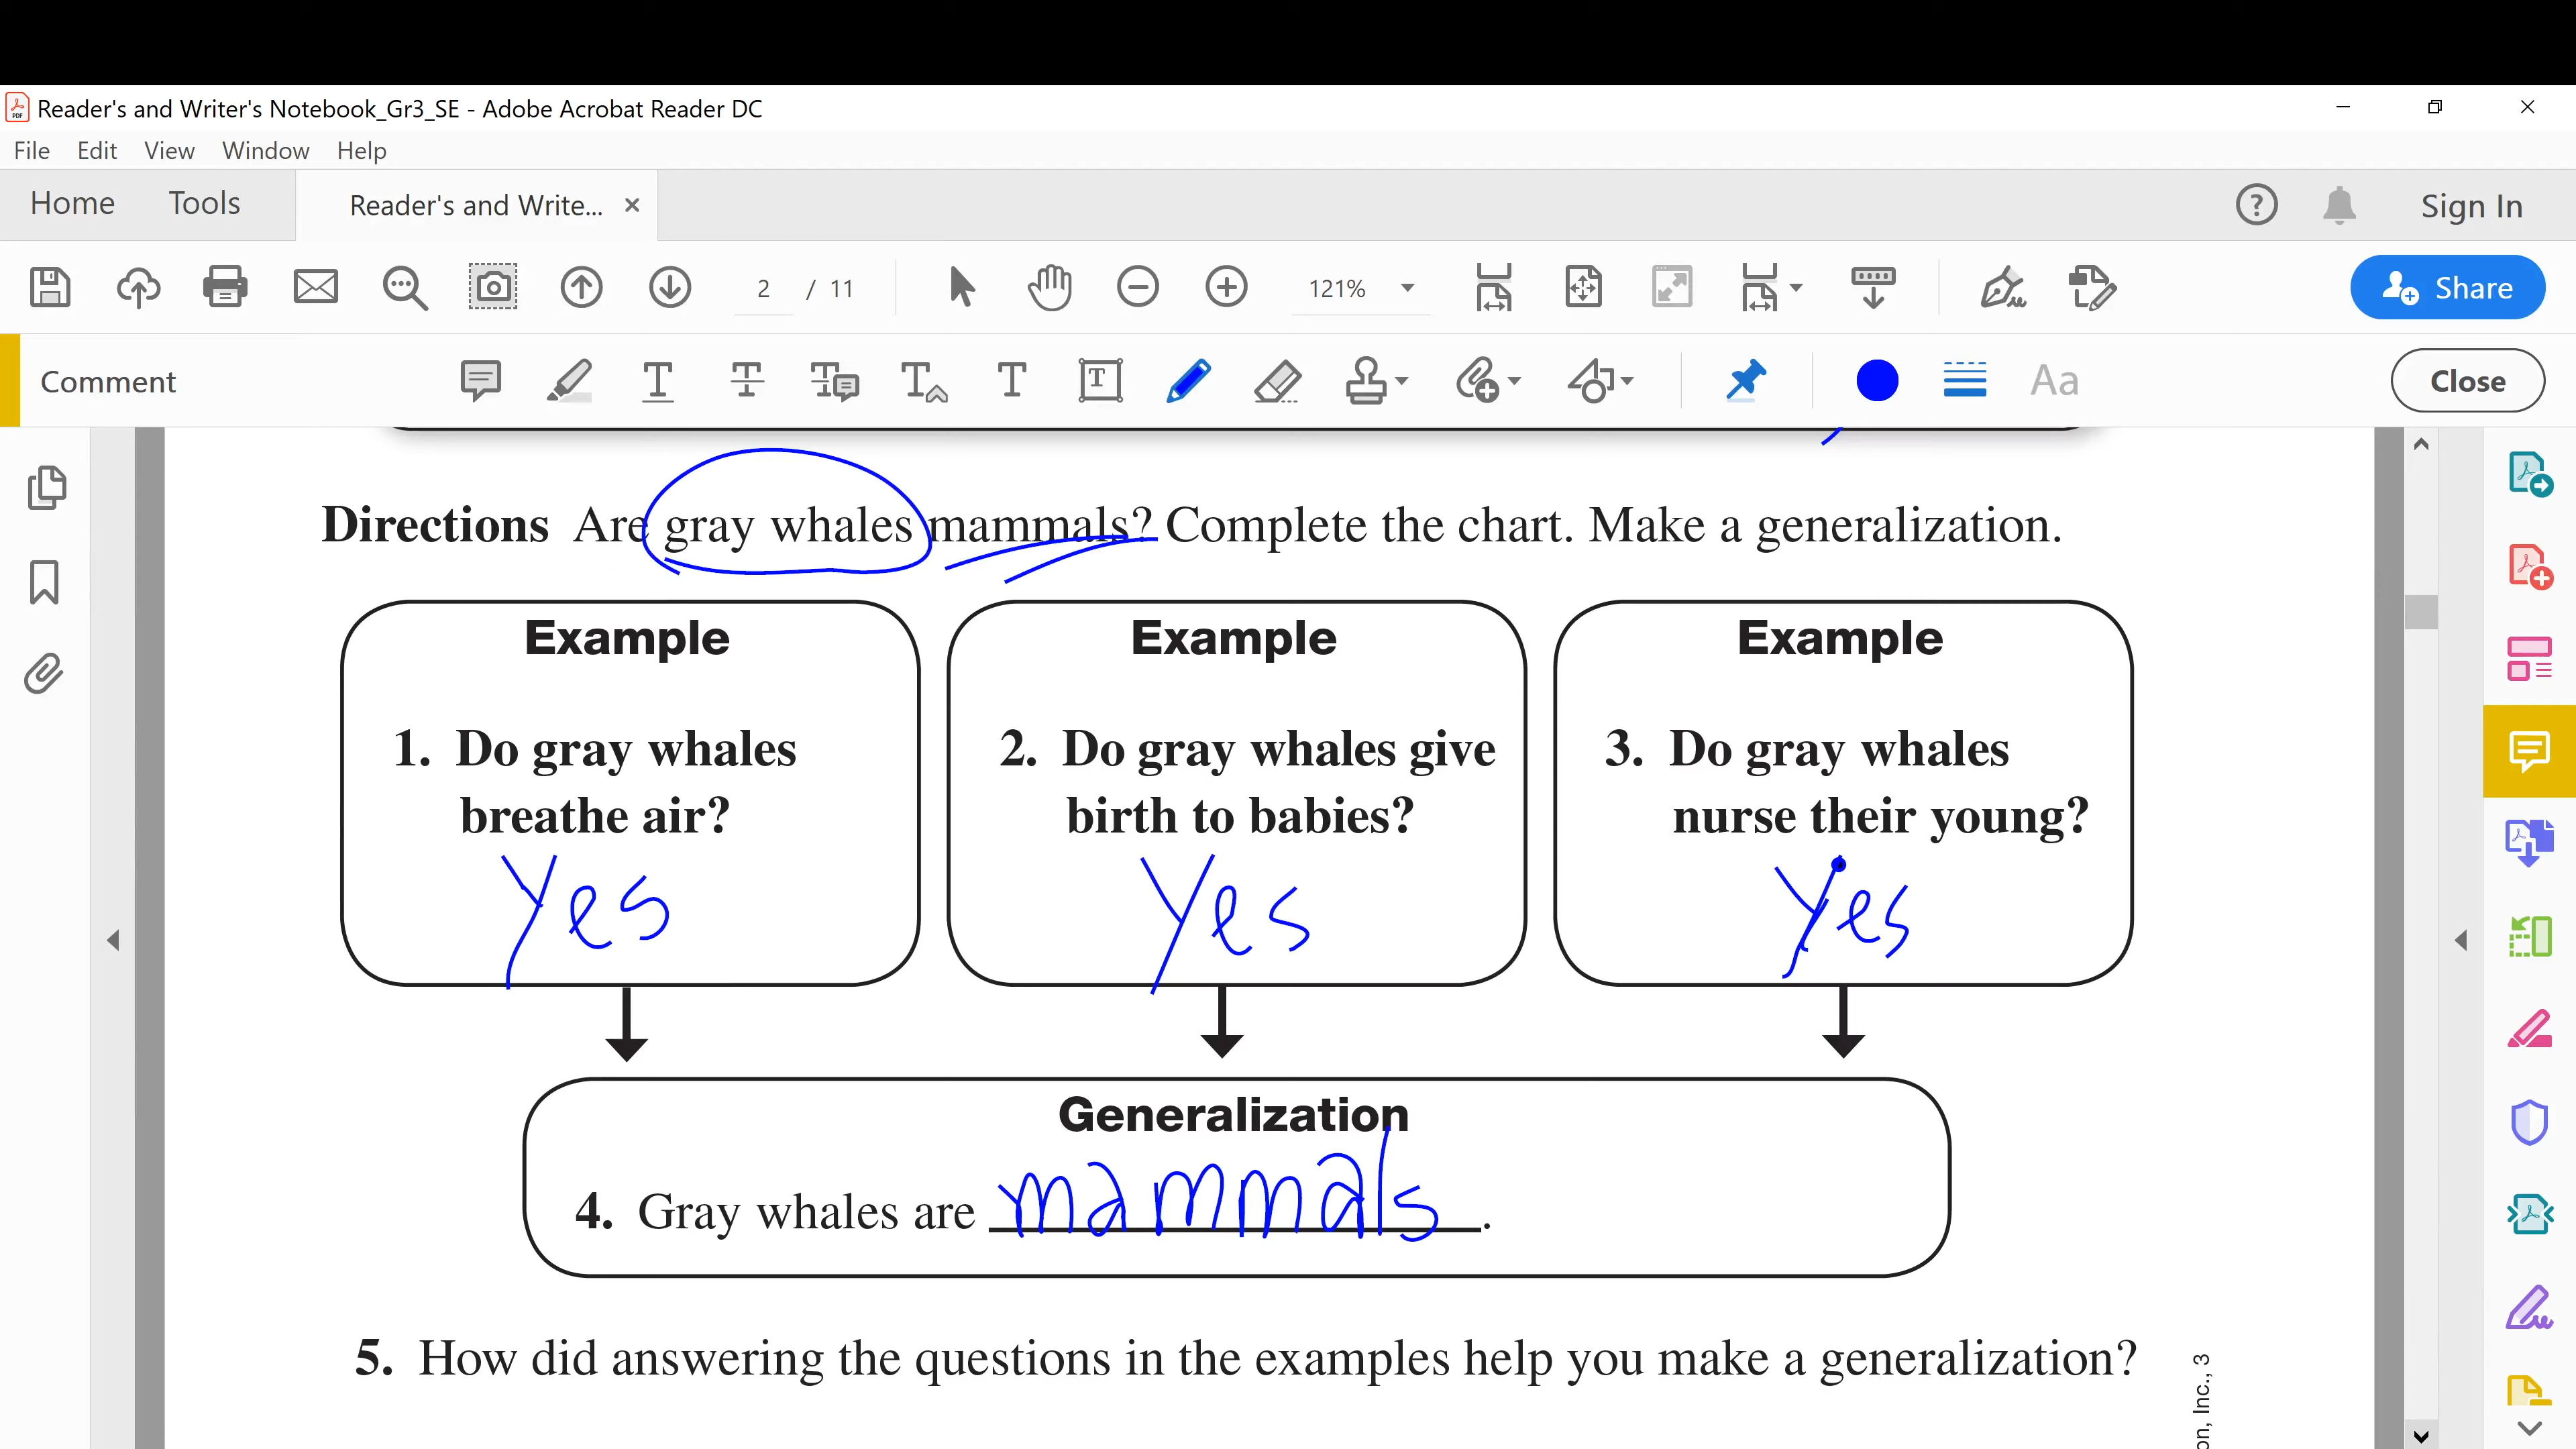 Reader's and Writer's Notebook_Gr3_SE - Adobe Acrobat Reader DC
File Edit View Window Help
Home Tools Reader's and Write... × ? Sign In
2 / 11 121% Share
Comment Aa Close
Directions Are gray whales mammals? Complete the chart. Make a generalization.
Example
1. Do gray whales
breathe air?
Yes
Example
2. Do gray whales give
birth to babies?
Yes
Example
3. Do gray whales
nurse their young?
Yes
Generalization
4. Gray whales are mammals.
5. How did answering the questions in the examples help you make a generalization?
on, Inc., 3